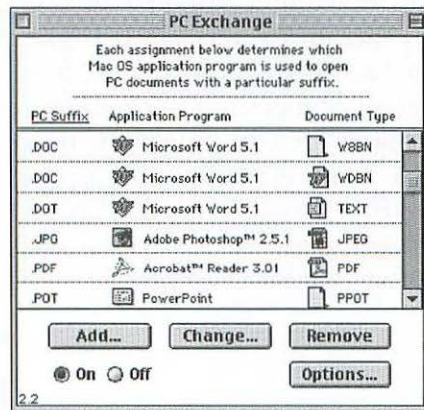 PC Exchange
Each assignment below determines which
Mac OS application program is used to open
PC documents with a particular suffix.
PC Suffix Application Program Document Type
.DOC Microsoft Word 5.1 W8BN
.DOC Microsoft Word 5.1 WDBN
.DOT Microsoft Word 5.1 TEXT
.JPG Adobe Photoshop™ 2.5.1 JPEG
.PDF Acrobat™ Reader 3.01 PDF
.POT PowerPoint PPOT
Add... Change... Remove
On Off Options...
2.2